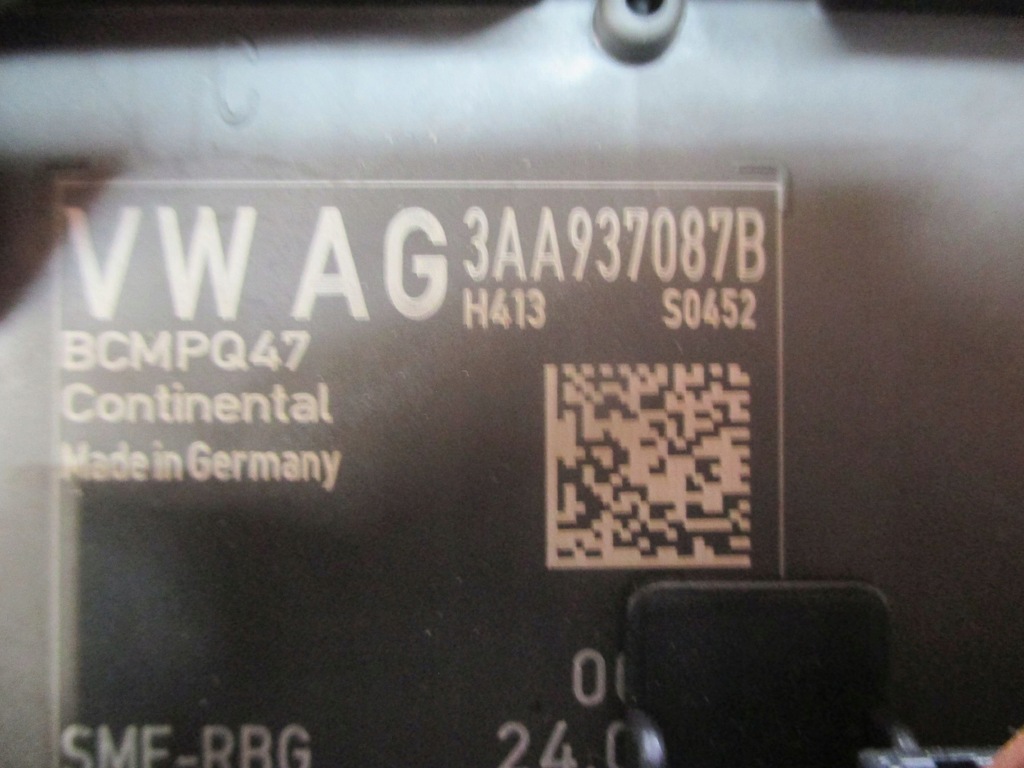 VW AG 3AA937087B
H413 S0452
BCMPQ47
Continental
Made in Germany
SMF-RBG